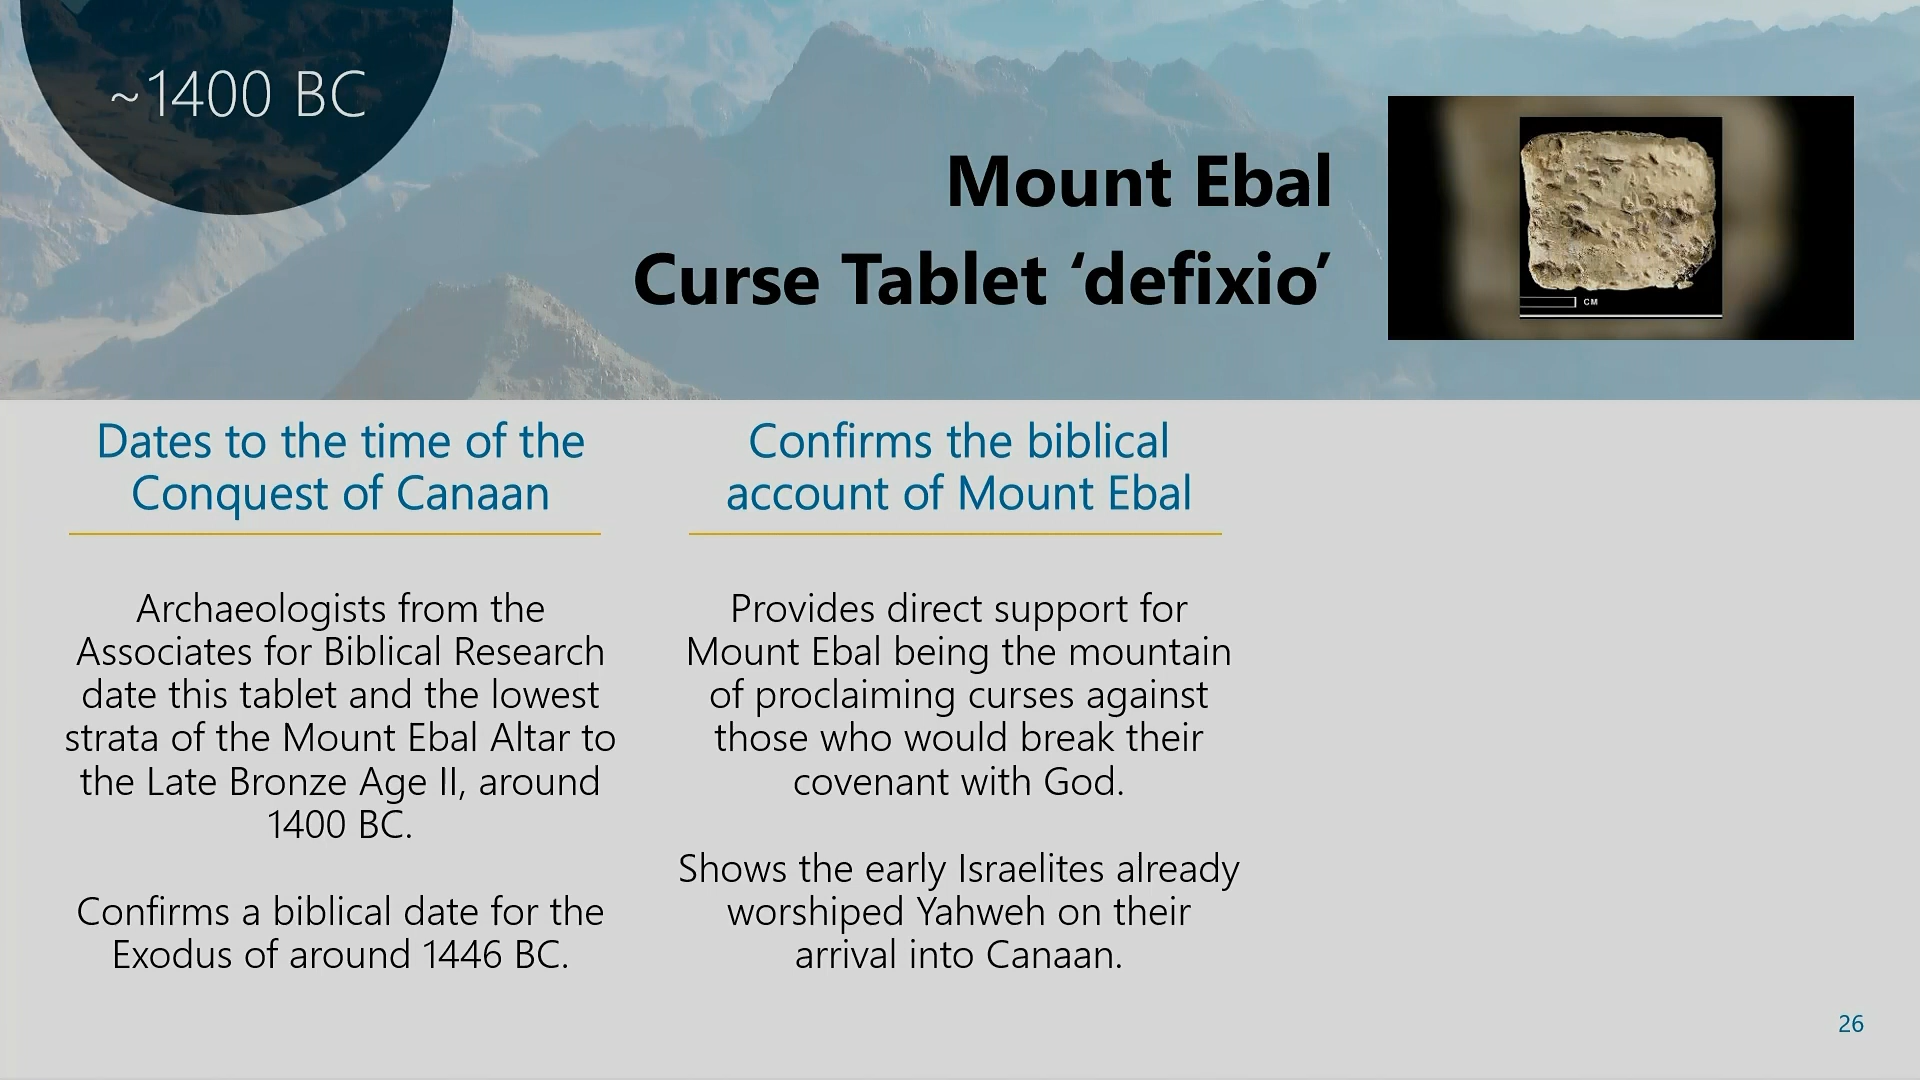 ~1400 BC
Mount Ebal
Curse Tablet ‘defixio’
CM
Dates to the time of the
Conquest of Canaan
Archaeologists from the
Associates for Biblical Research
date this tablet and the lowest
strata of the Mount Ebal Altar to
the Late Bronze Age II, around
1400 BC.
Confirms a biblical date for the
Exodus of around 1446 BC.
Confirms the biblical
account of Mount Ebal
Provides direct support for
Mount Ebal being the mountain
of proclaiming curses against
those who would break their
covenant with God.
Shows the early Israelites already
worshiped Yahweh on their
arrival into Canaan.
26